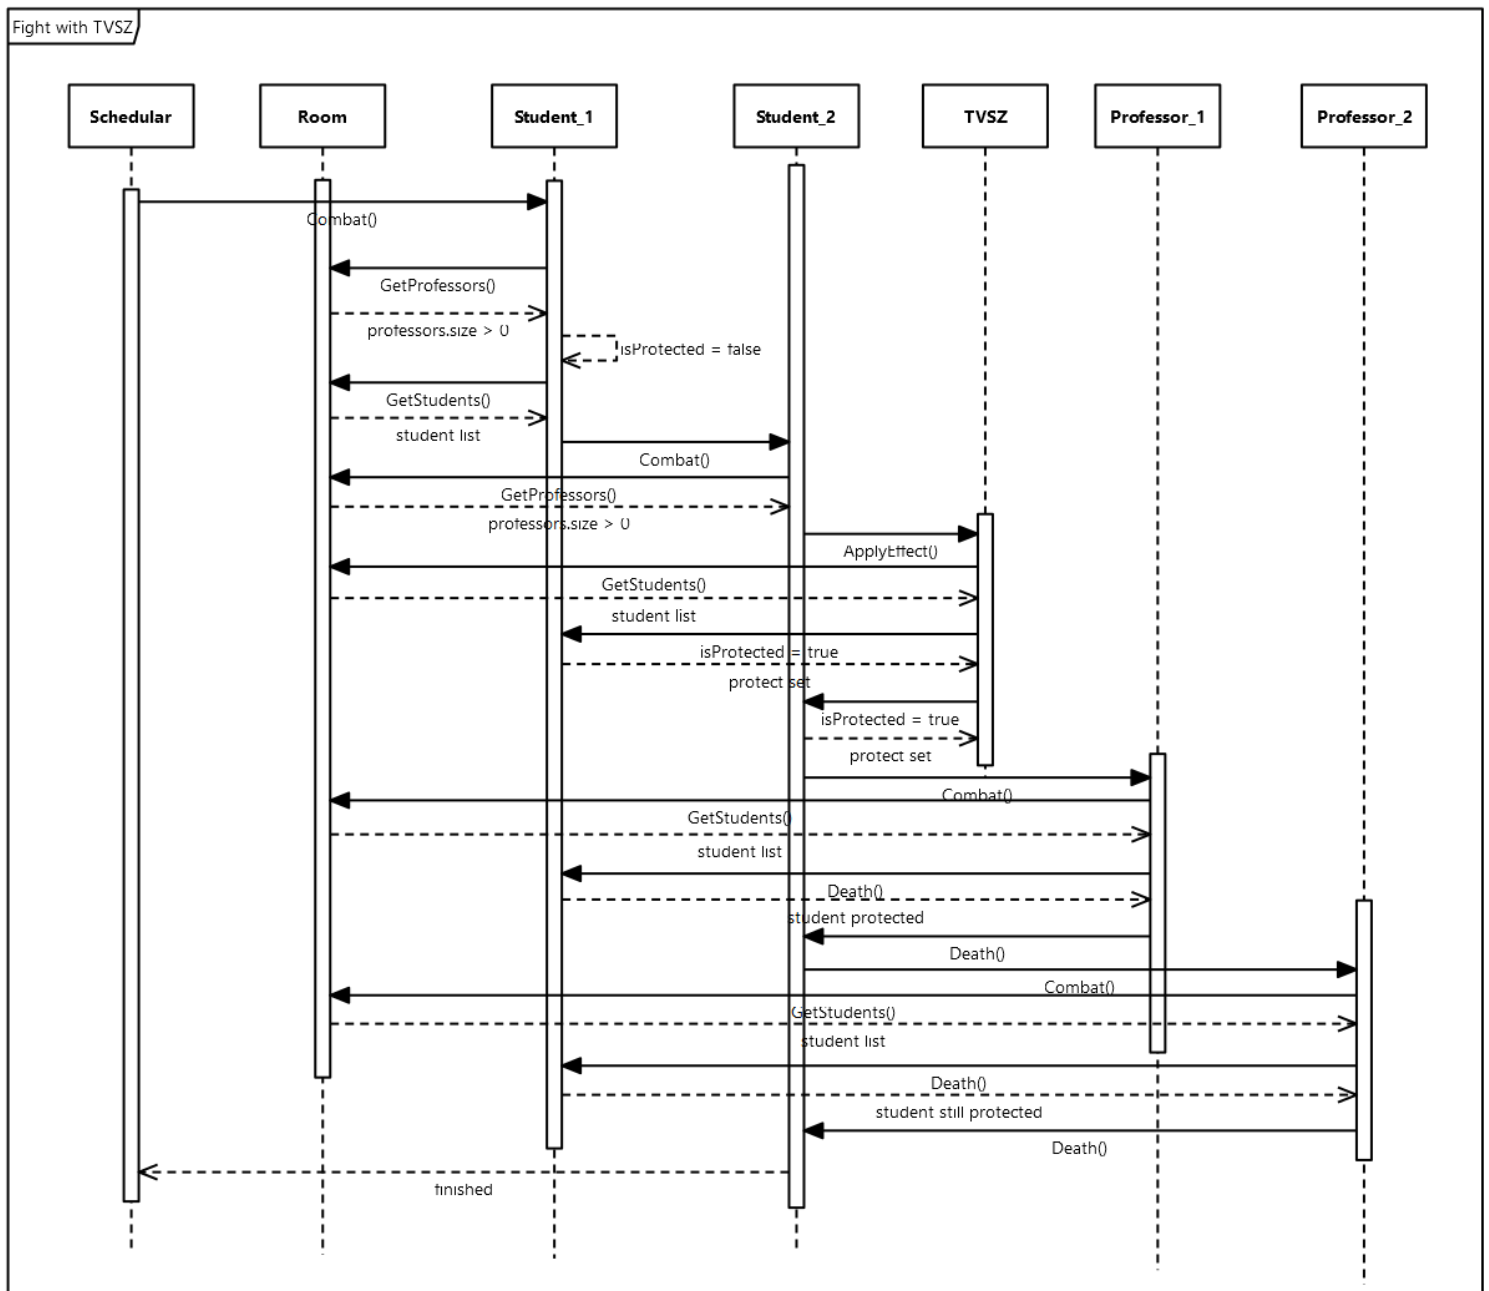 Fight with TVSZ
Schedular
Room
Student_1
Student_2
TVSZ
Professor_1
Professor_2
Combat()
GetProfessors()
professors.size > 0
isProtected = false
GetStudents()
student list
Combat()
GetProfessors()
professors.size > 0
ApplyEffect()
GetStudents()
student list
isProtected = true
protect set
isProtected = true
protect set
Combat()
GetStudents()
student list
Death()
student protected
Death()
Combat()
GetStudents()
student list
Death()
student still protected
Death()
finished